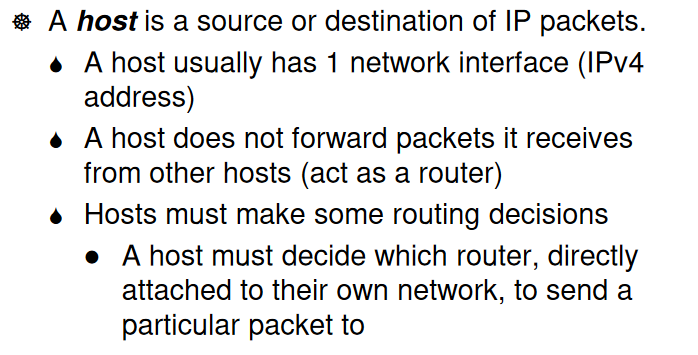 A host is a source or destination of IP packets.
A host usually has 1 network interface (IPv4
address)
A host does not forward packets it receives
from other hosts (act as a router)
Hosts must make some routing decisions
A host must decide which router, directly
attached to their own network, to send a
particular packet to